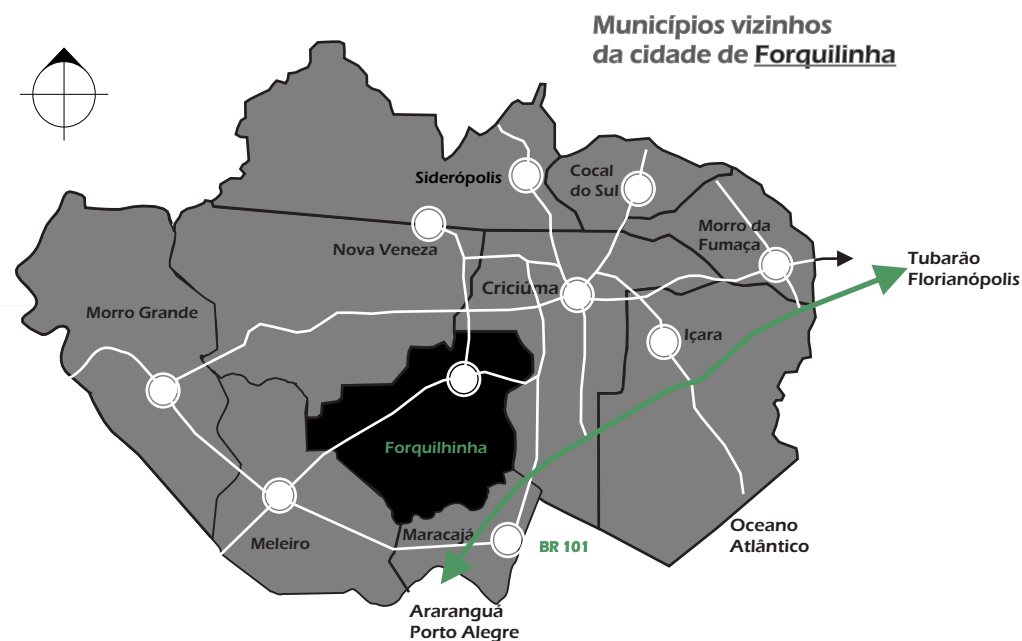 Municípios vizinhos
da cidade de Forquilinha
Siderópolis
Cocal
do Sul
Nova Veneza
Morro da
Fumaça
Tubarão
Florianópolis
Criciúma
Morro Grande
Içara
Forquilhinha
Meleiro
Maracajá
BR 101
Oceano
Atlântico
Araranguá
Porto Alegre